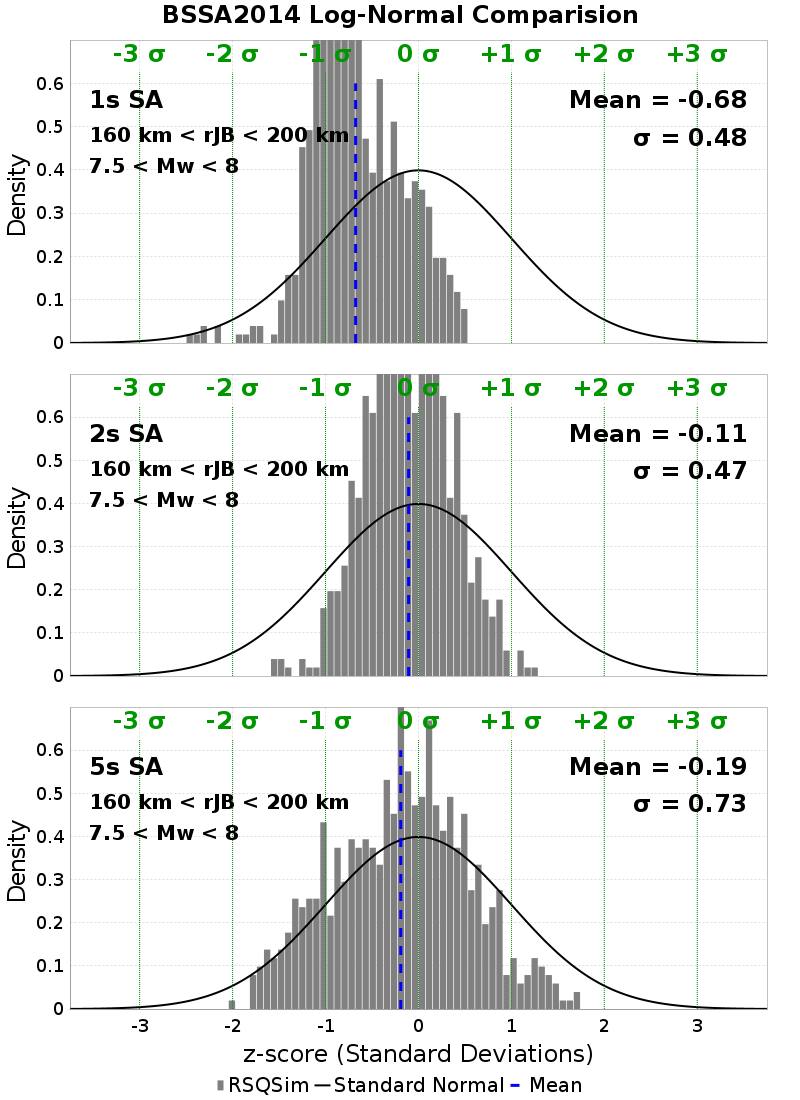 BSSA2014 Log-Normal Comparision
-3 σ -2 σ -1 σ 0 σ +1 σ +2 σ +3 σ
1s SA
Mean = -0.68
160 km < rJB < 200 km
σ = 0.48
7.5 < Mw < 8
Density
0.6
0.5
0.4
0.3
0.2
0.1
0
-3 σ -2 σ -1 σ 0 σ +1 σ +2 σ +3 σ
2s SA
Mean = -0.11
160 km < rJB < 200 km
σ = 0.47
7.5 < Mw < 8
Density
0.6
0.5
0.4
0.3
0.2
0.1
0
-3 σ -2 σ -1 σ 0 σ +1 σ +2 σ +3 σ
5s SA
Mean = -0.19
160 km < rJB < 200 km
σ = 0.73
7.5 < Mw < 8
Density
0.6
0.5
0.4
0.3
0.2
0.1
0
-3 -2 -1 0 1 2 3
z-score (Standard Deviations)
RSQSim Standard Normal Mean